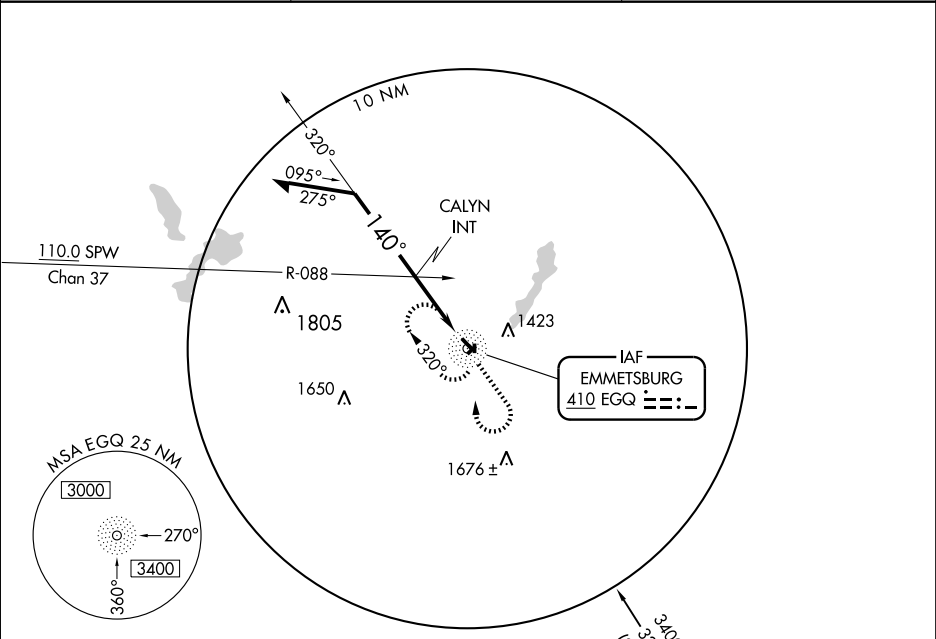 10 NM
320°
095°
275°
140°
CALYN
INT
110.0 SPW
Chan 37
R-088
1805
1423
320°
1650
IAF
EMMETSBURG
410 EGQ
1676 ±
MSA EGQ 25 NM
3000
270°
3400
360°
340°